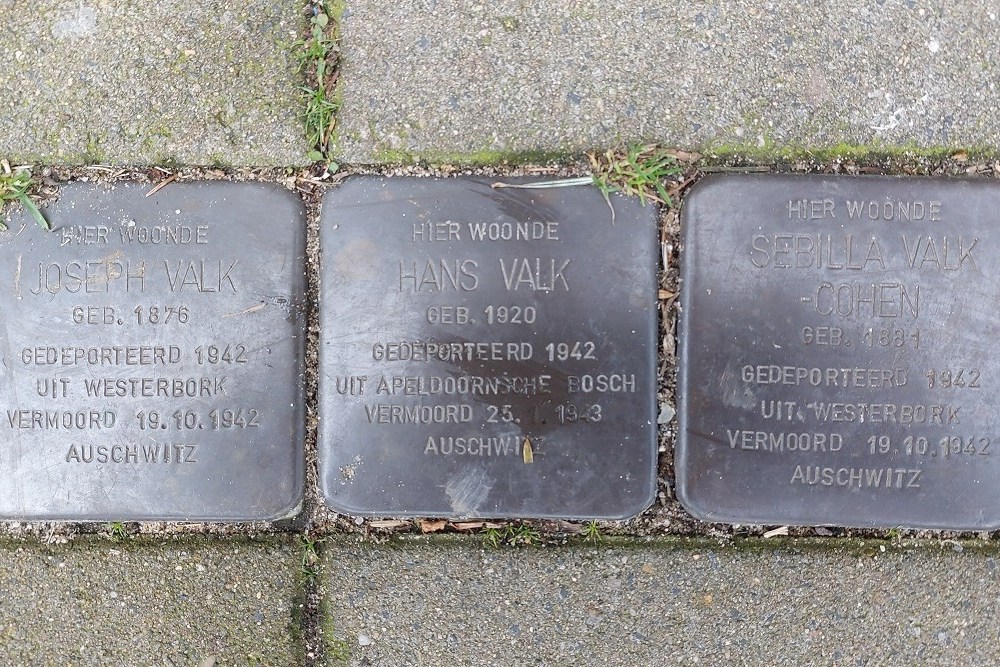 HIER WOONDE
JOSEPH VALK
GEB. 1876
GEDEPORTEERD 1942
UIT WESTERBORK
VERMOORD 19.10.1942
AUSCHWITZ
HIER WOONDE
HANS VALK
GEB. 1920
GEDEPORTEERD 1942
UIT APELDOORNSCHE BOSCH
VERMOORD 25.1.1943
AUSCHWITZ
HIER WOONDE
SEBILLA VALK
-COHEN
GEB. 1881
GEDEPORTEERD 1942
UIT WESTERBORK
VERMOORD 19.10.1942
AUSCHWITZ